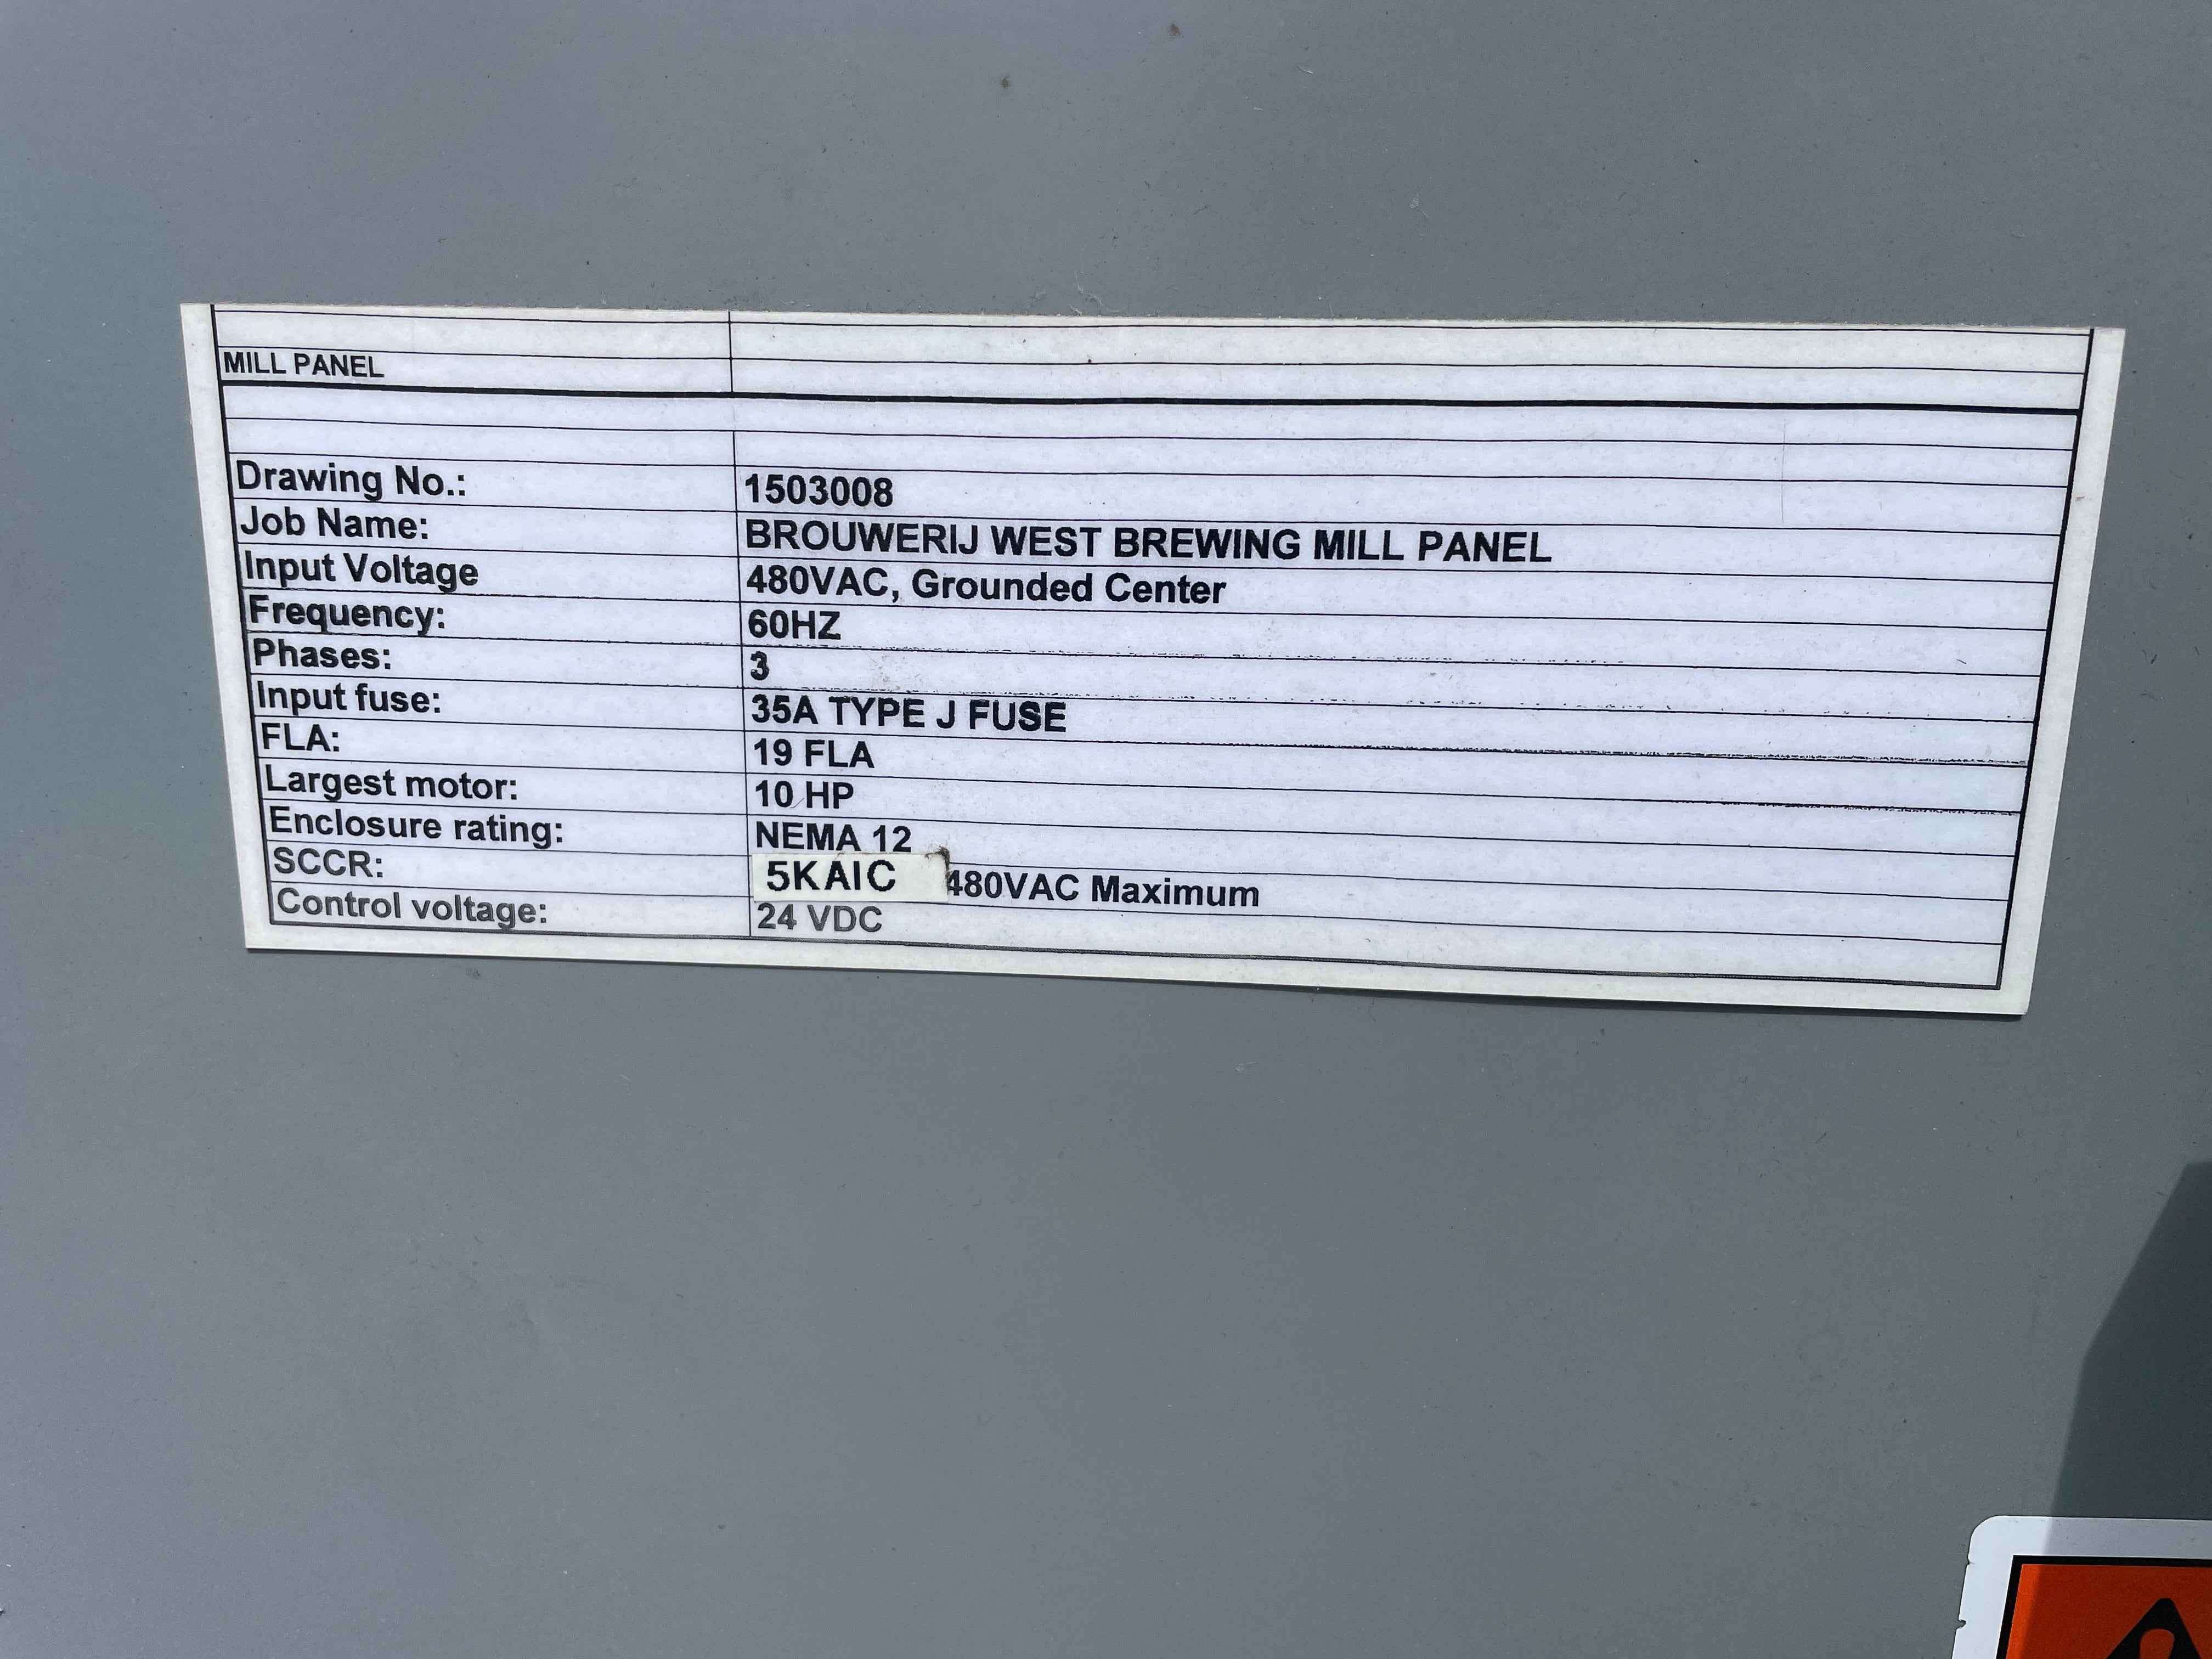 MILL PANEL
Drawing No.: 1503008
Job Name: BROUWERIJ WEST BREWING MILL PANEL
Input Voltage 480VAC, Grounded Center
Frequency: 60HZ
Phases: 3
Input fuse: 35A TYPE J FUSE
FLA: 19 FLA
Largest motor: 10 HP
Enclosure rating: NEMA 12
SCCR: 5KAIC 480VAC Maximum
Control voltage: 24 VDC